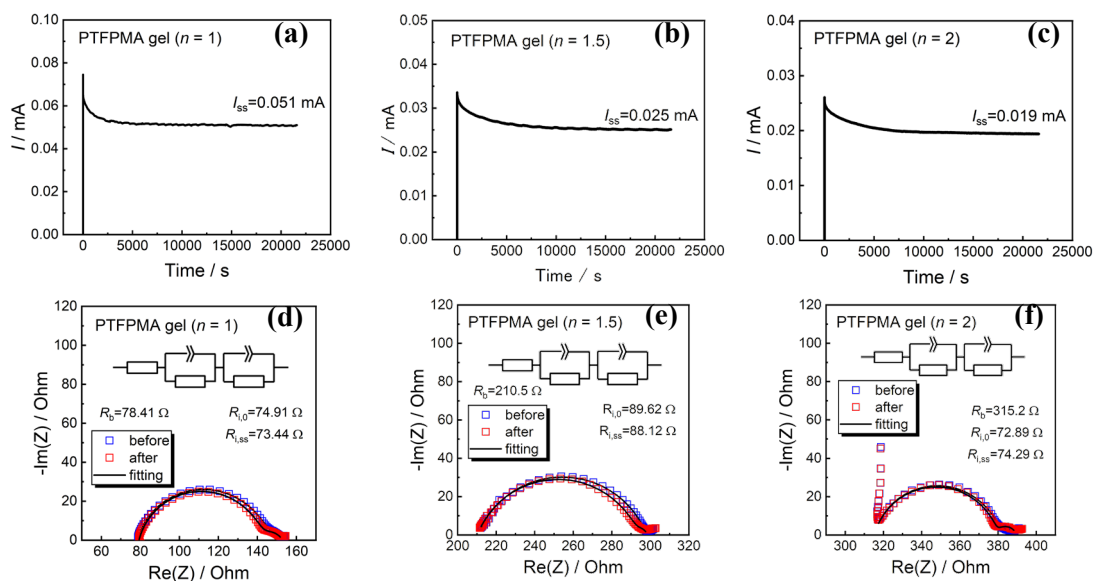 PTFPMA gel (n = 1)
(a)
Iss=0.051 mA
I / mA
0.10
0.08
0.06
0.04
0.02
0.00
0 5000 10000 15000 20000 25000
Time / s
PTFPMA gel (n = 1.5)
(b)
Iss=0.025 mA
I / mA
0.05
0.04
0.03
0.02
0.01
0.00
0 5000 10000 15000 20000 25000
Time / s
PTFPMA gel (n = 2)
(c)
Iss=0.019 mA
I / mA
0.04
0.03
0.02
0.01
0.00
0 5000 10000 15000 20000 25000
Time / s
PTFPMA gel (n = 1)
(d)
Rb=78.41 Ω
Ri,0=74.91 Ω
Ri,ss=73.44 Ω
before
after
fitting
-Im(Z) / Ohm
120
100
80
60
40
20
0
60 80 100 120 140 160
Re(Z) / Ohm
PTFPMA gel (n = 1.5)
(e)
Rb=210.5 Ω
Ri,0=89.62 Ω
Ri,ss=88.12 Ω
before
after
fitting
-Im(Z) / Ohm
120
100
80
60
40
20
0
200 220 240 260 280 300 320
Re(Z) / Ohm
PTFPMA gel (n = 2)
(f)
Rb=315.2 Ω
Ri,0=72.89 Ω
Ri,ss=74.29 Ω
before
after
fitting
-Im(Z) / Ohm
120
100
80
60
40
20
0
300 320 340 360 380 400
Re(Z) / Ohm